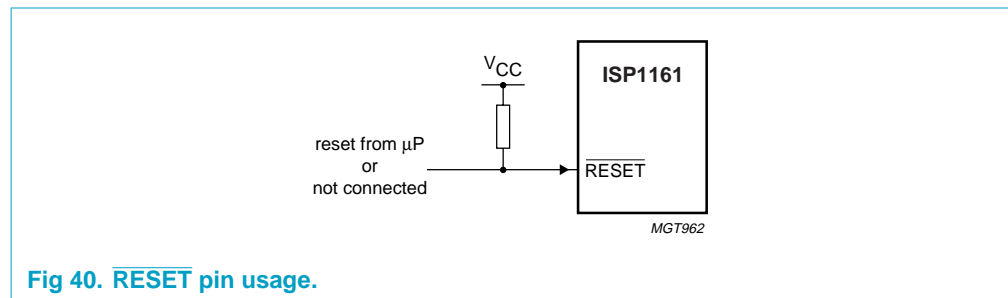 VCC
ISP1161
reset from μP
or
not connected
RESET
MGT962
Fig 40. RESET pin usage.